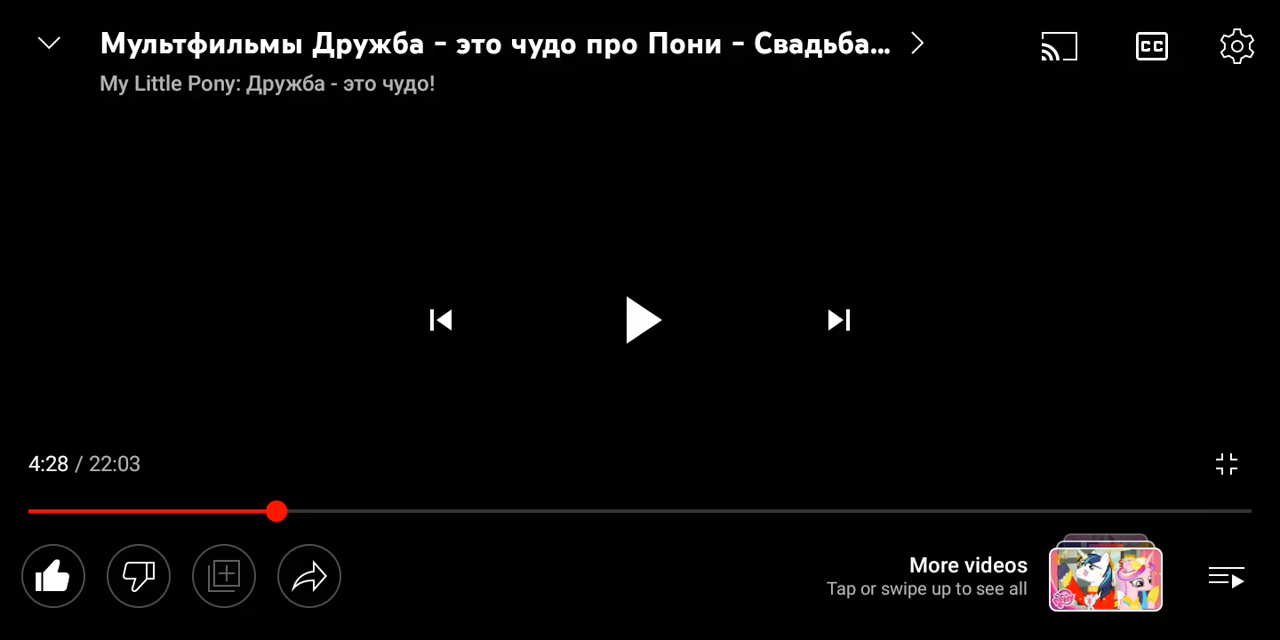 Мультфильмы Дружба - это чудо про Пони - Свадьба...
My Little Pony: Дружба - это чудо!
CC
4:28 / 22:03
More videos
Tap or swipe up to see all